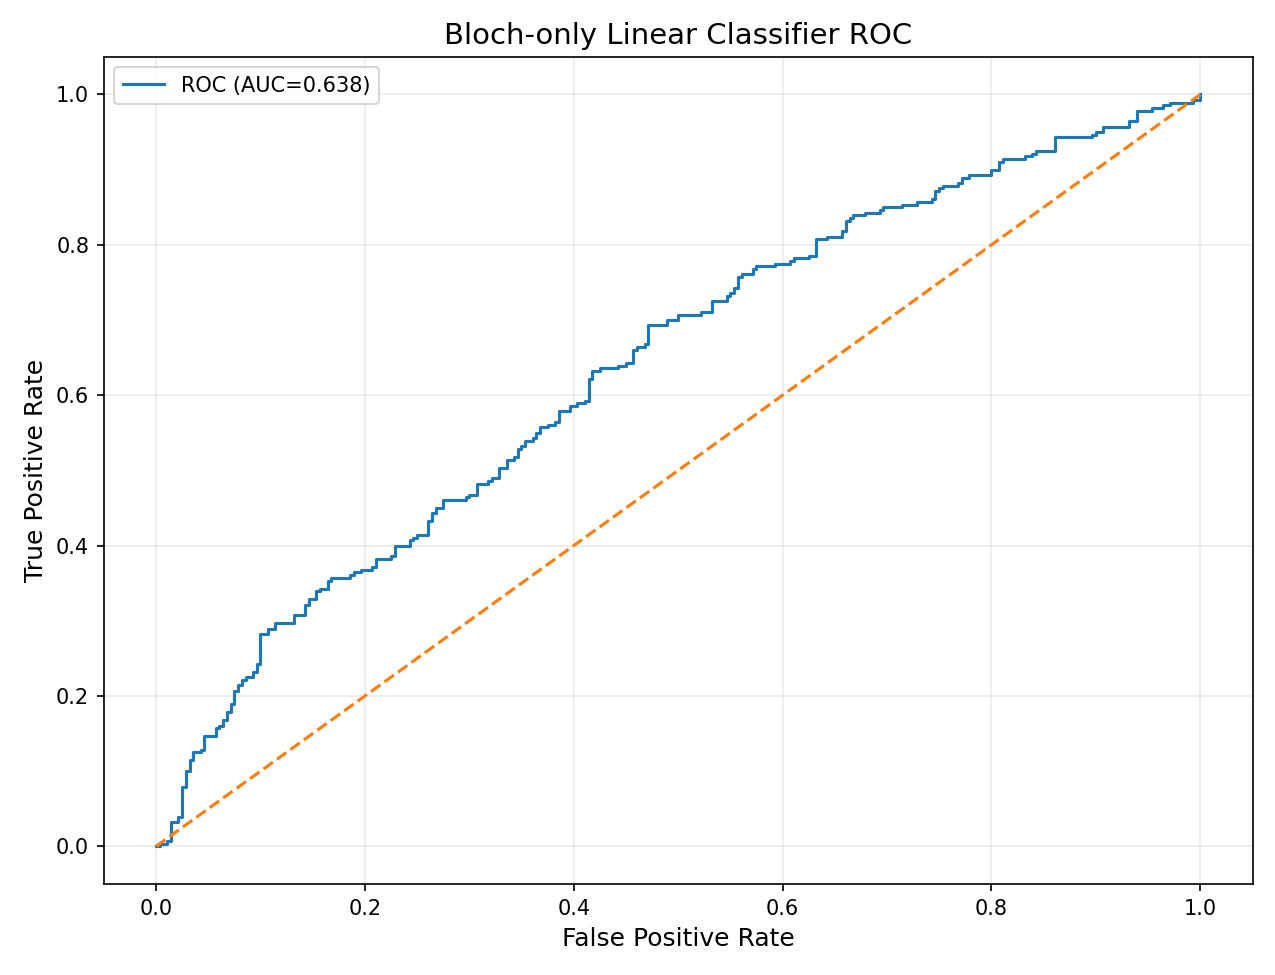 Bloch-only Linear Classifier ROC
ROC (AUC=0.638)
True Positive Rate
1.0
0.8
0.6
0.4
0.2
0.0
0.0 0.2 0.4 0.6 0.8 1.0
False Positive Rate